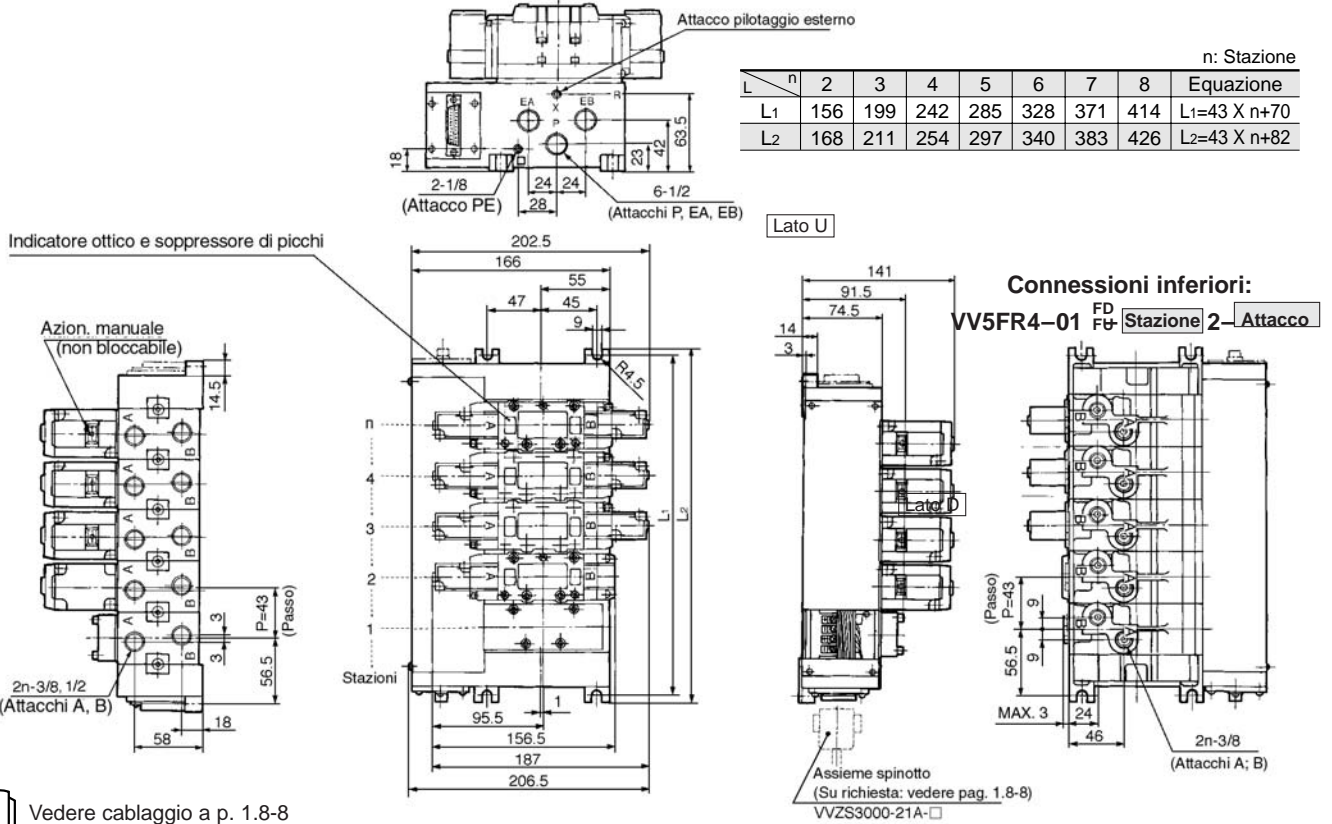 Attacco pilotaggio esterno
n: Stazione
L n 2 3 4 5 6 7 8 Equazione
L1 156 199 242 285 328 371 414 L1=43 X n+70
L2 168 211 254 297 340 383 426 L2=43 X n+82
EA X EB R
P
18
23
42
63.5
2-1/8
(Attacco PE)
24 24
28
6-1/2
(Attacchi P, EA, EB)
Lato U
Indicatore ottico e soppressore di picchi
202.5
166
55
47 45
9
R4.5
141
91.5
74.5
14
3
Connessioni inferiori:
VV5FR4–01 FD FU Stazione 2– Attacco
Azion. manuale
(non bloccabile)
14.5
A
B
A
B
A
B
A
B
A
B
3
3
P=43
(Passo)
56.5
2n-3/8, 1/2
(Attacchi A, B)
18
58
n
4
3
2
1
Stazioni
A B
A B
A B
A B
L1
L2
1
95.5
156.5
187
206.5
Lato D
Assieme spinotto
(Su richiesta: vedere pag. 1.8-8)
VVZS3000-21A-□
B A
B A
B A
B A
B A
(Passo)
P=43
9
9
56.5
MAX. 3
24
46
2n-3/8
(Attacchi A; B)
Vedere cablaggio a p. 1.8-8